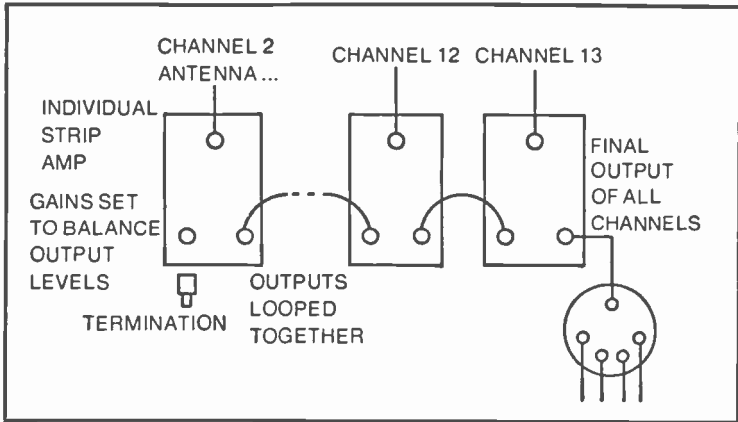 CHANNEL 2
ANTENNA...
CHANNEL 12
CHANNEL 13
INDIVIDUAL
STRIP
AMP
GAINS SET
TO BALANCE
OUTPUT
LEVELS
TERMINATION
OUTPUTS
LOOPED
TOGETHER
FINAL
OUTPUT
OF ALL
CHANNELS